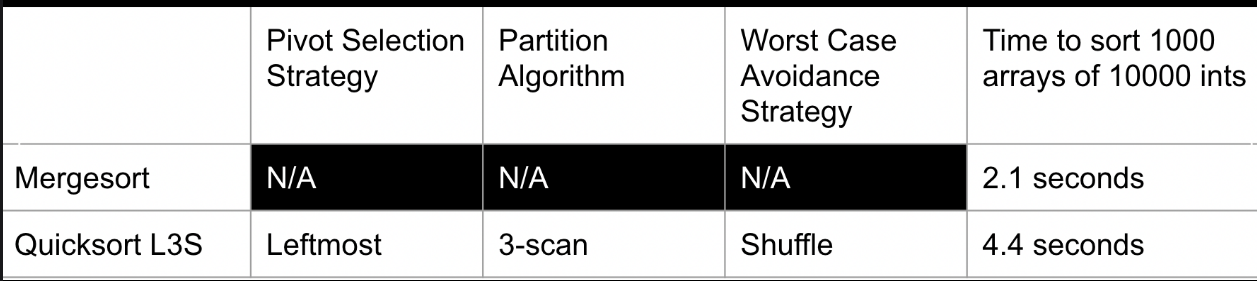 Pivot Selection
Strategy
Partition
Algorithm
Worst Case
Avoidance
Strategy
Time to sort 1000
arrays of 10000 ints
Mergesort
N/A
N/A
N/A
2.1 seconds
Quicksort L3S
Leftmost
3-scan
Shuffle
4.4 seconds